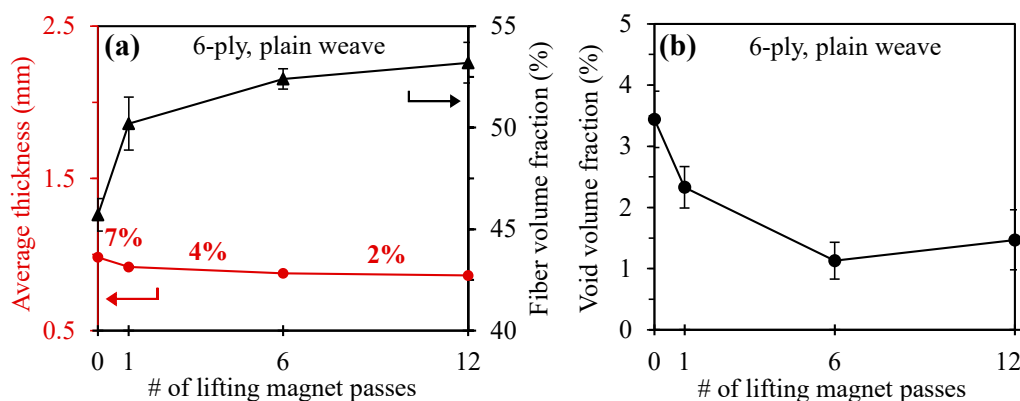 (a)
6-ply, plain weave
Average thickness (mm)
2.5
1.5
0.5
7%
4%
2%
55
50
45
40
Fiber volume fraction (%)
0 1 6 12
# of lifting magnet passes
(b)
6-ply, plain weave
Void volume fraction (%)
5
4
3
2
1
0
0 1 6 12
# of lifting magnet passes